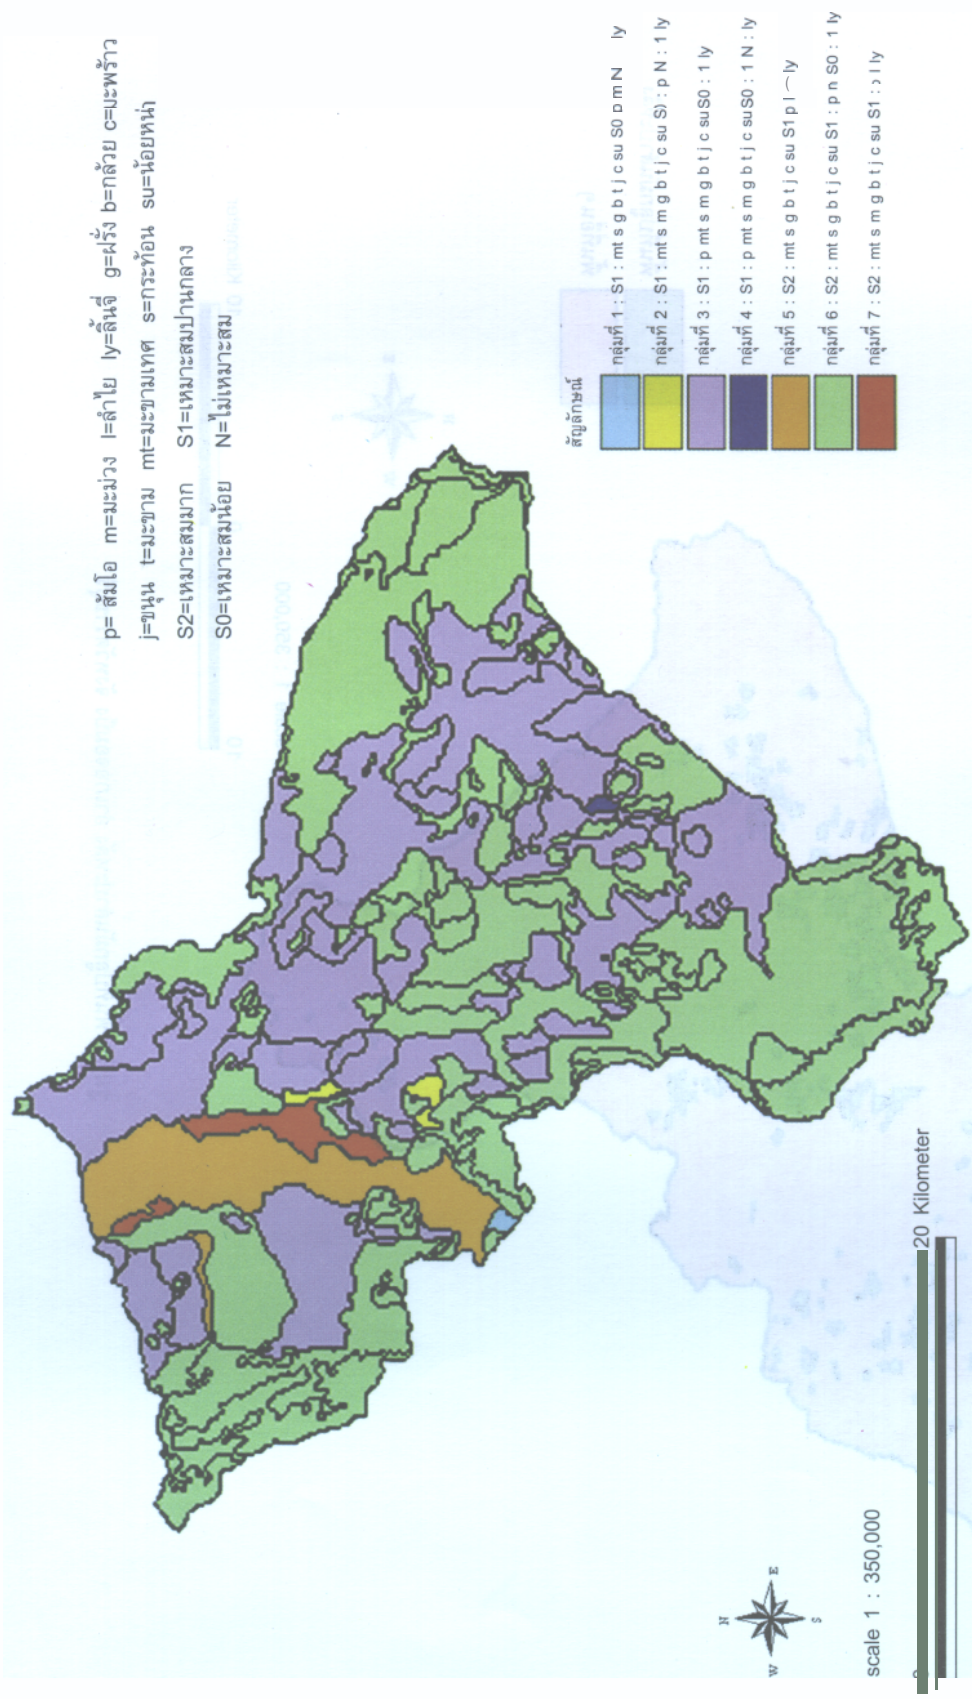 p= ส้มโอ m=มะม่วง l=ลำไย ly=ลิ้นจี่ g=ฝรั่ง b=กล้วย c=มะพร้าว
j=ขนุน t=มะขาม mt=มะขามเทศ s=กระท้อน su=น้อยหน่า
S2=เหมาะสมมาก S1=เหมาะสมปานกลาง
S0=เหมาะสมน้อย N=ไม่เหมาะสม
สัญลักษณ์
กลุ่มที่ 1 : S1 : mt s g b t j c su S0 p m N ly
กลุ่มที่ 2 : S1 : mt s m g b t j c su S) : p N : 1 ly
กลุ่มที่ 3 : S1 : p mt s m g b t j c su S0 : 1 ly
กลุ่มที่ 4 : S1 : p mt s m g b t j c su S0 : 1 N : ly
กลุ่มที่ 5 : S2 : mt s g b t j c su S1 p l ly
กลุ่มที่ 6 : S2 : mt s g b t j c su S1 : p n S0 : 1 ly
กลุ่มที่ 7 : S2 : mt s m g b t j c su S1 : l ly
N
W E
S
scale 1 : 350,000
20 Kilometer